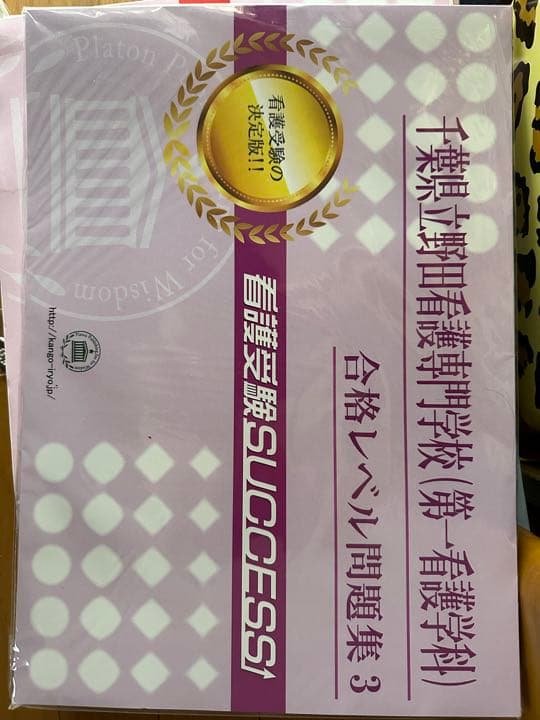 千葉県立野田看護専門学校(第一看護学科)
合格レベル問題集 3
看護受験の
決定版!!
看護受験SUCCESS
Platon P
for Wisdom
http://kango-iryo.jp/